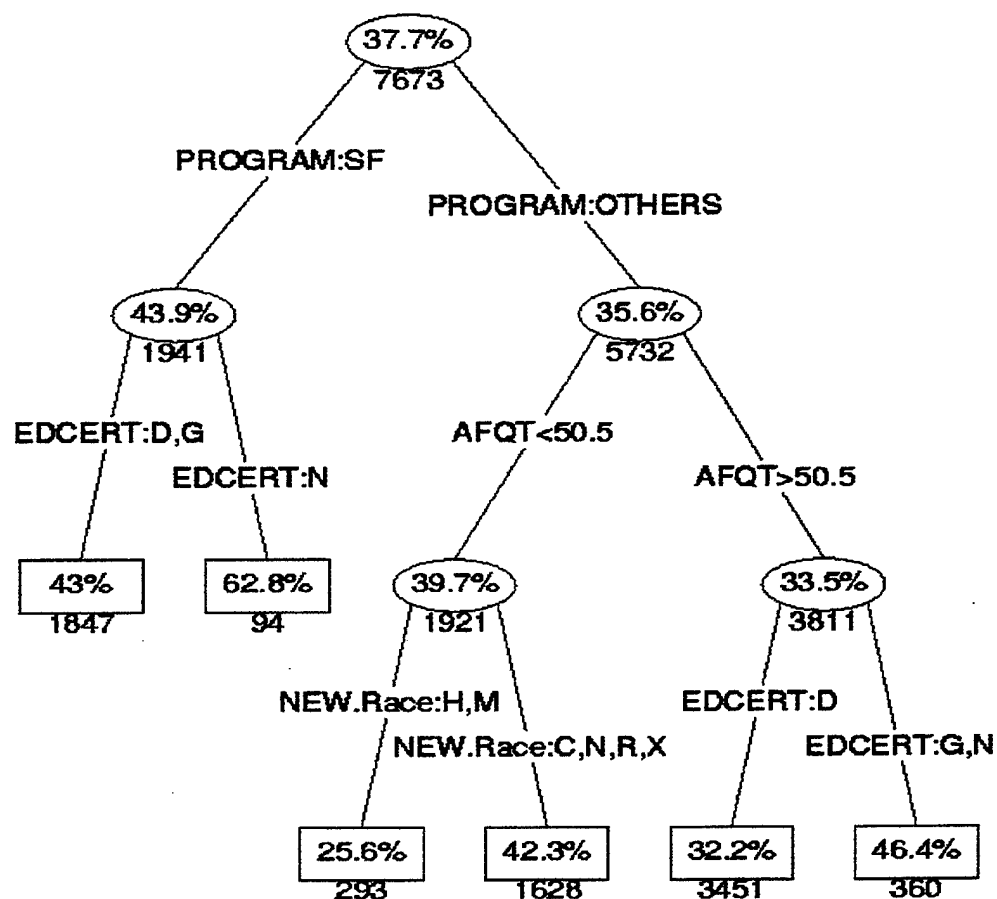 37.7%
7673
PROGRAM:SF
PROGRAM:OTHERS
43.9%
1941
35.6%
5732
EDCERT:D,G
AFQT<50.5
EDCERT:N
AFQT>50.5
43%
1847
62.8%
94
39.7%
1921
33.5%
3811
NEW.Race:H,M
EDCERT:D
NEW.Race:C,N,R,X
EDCERT:G,N
25.6%
293
42.3%
1628
32.2%
3451
46.4%
360